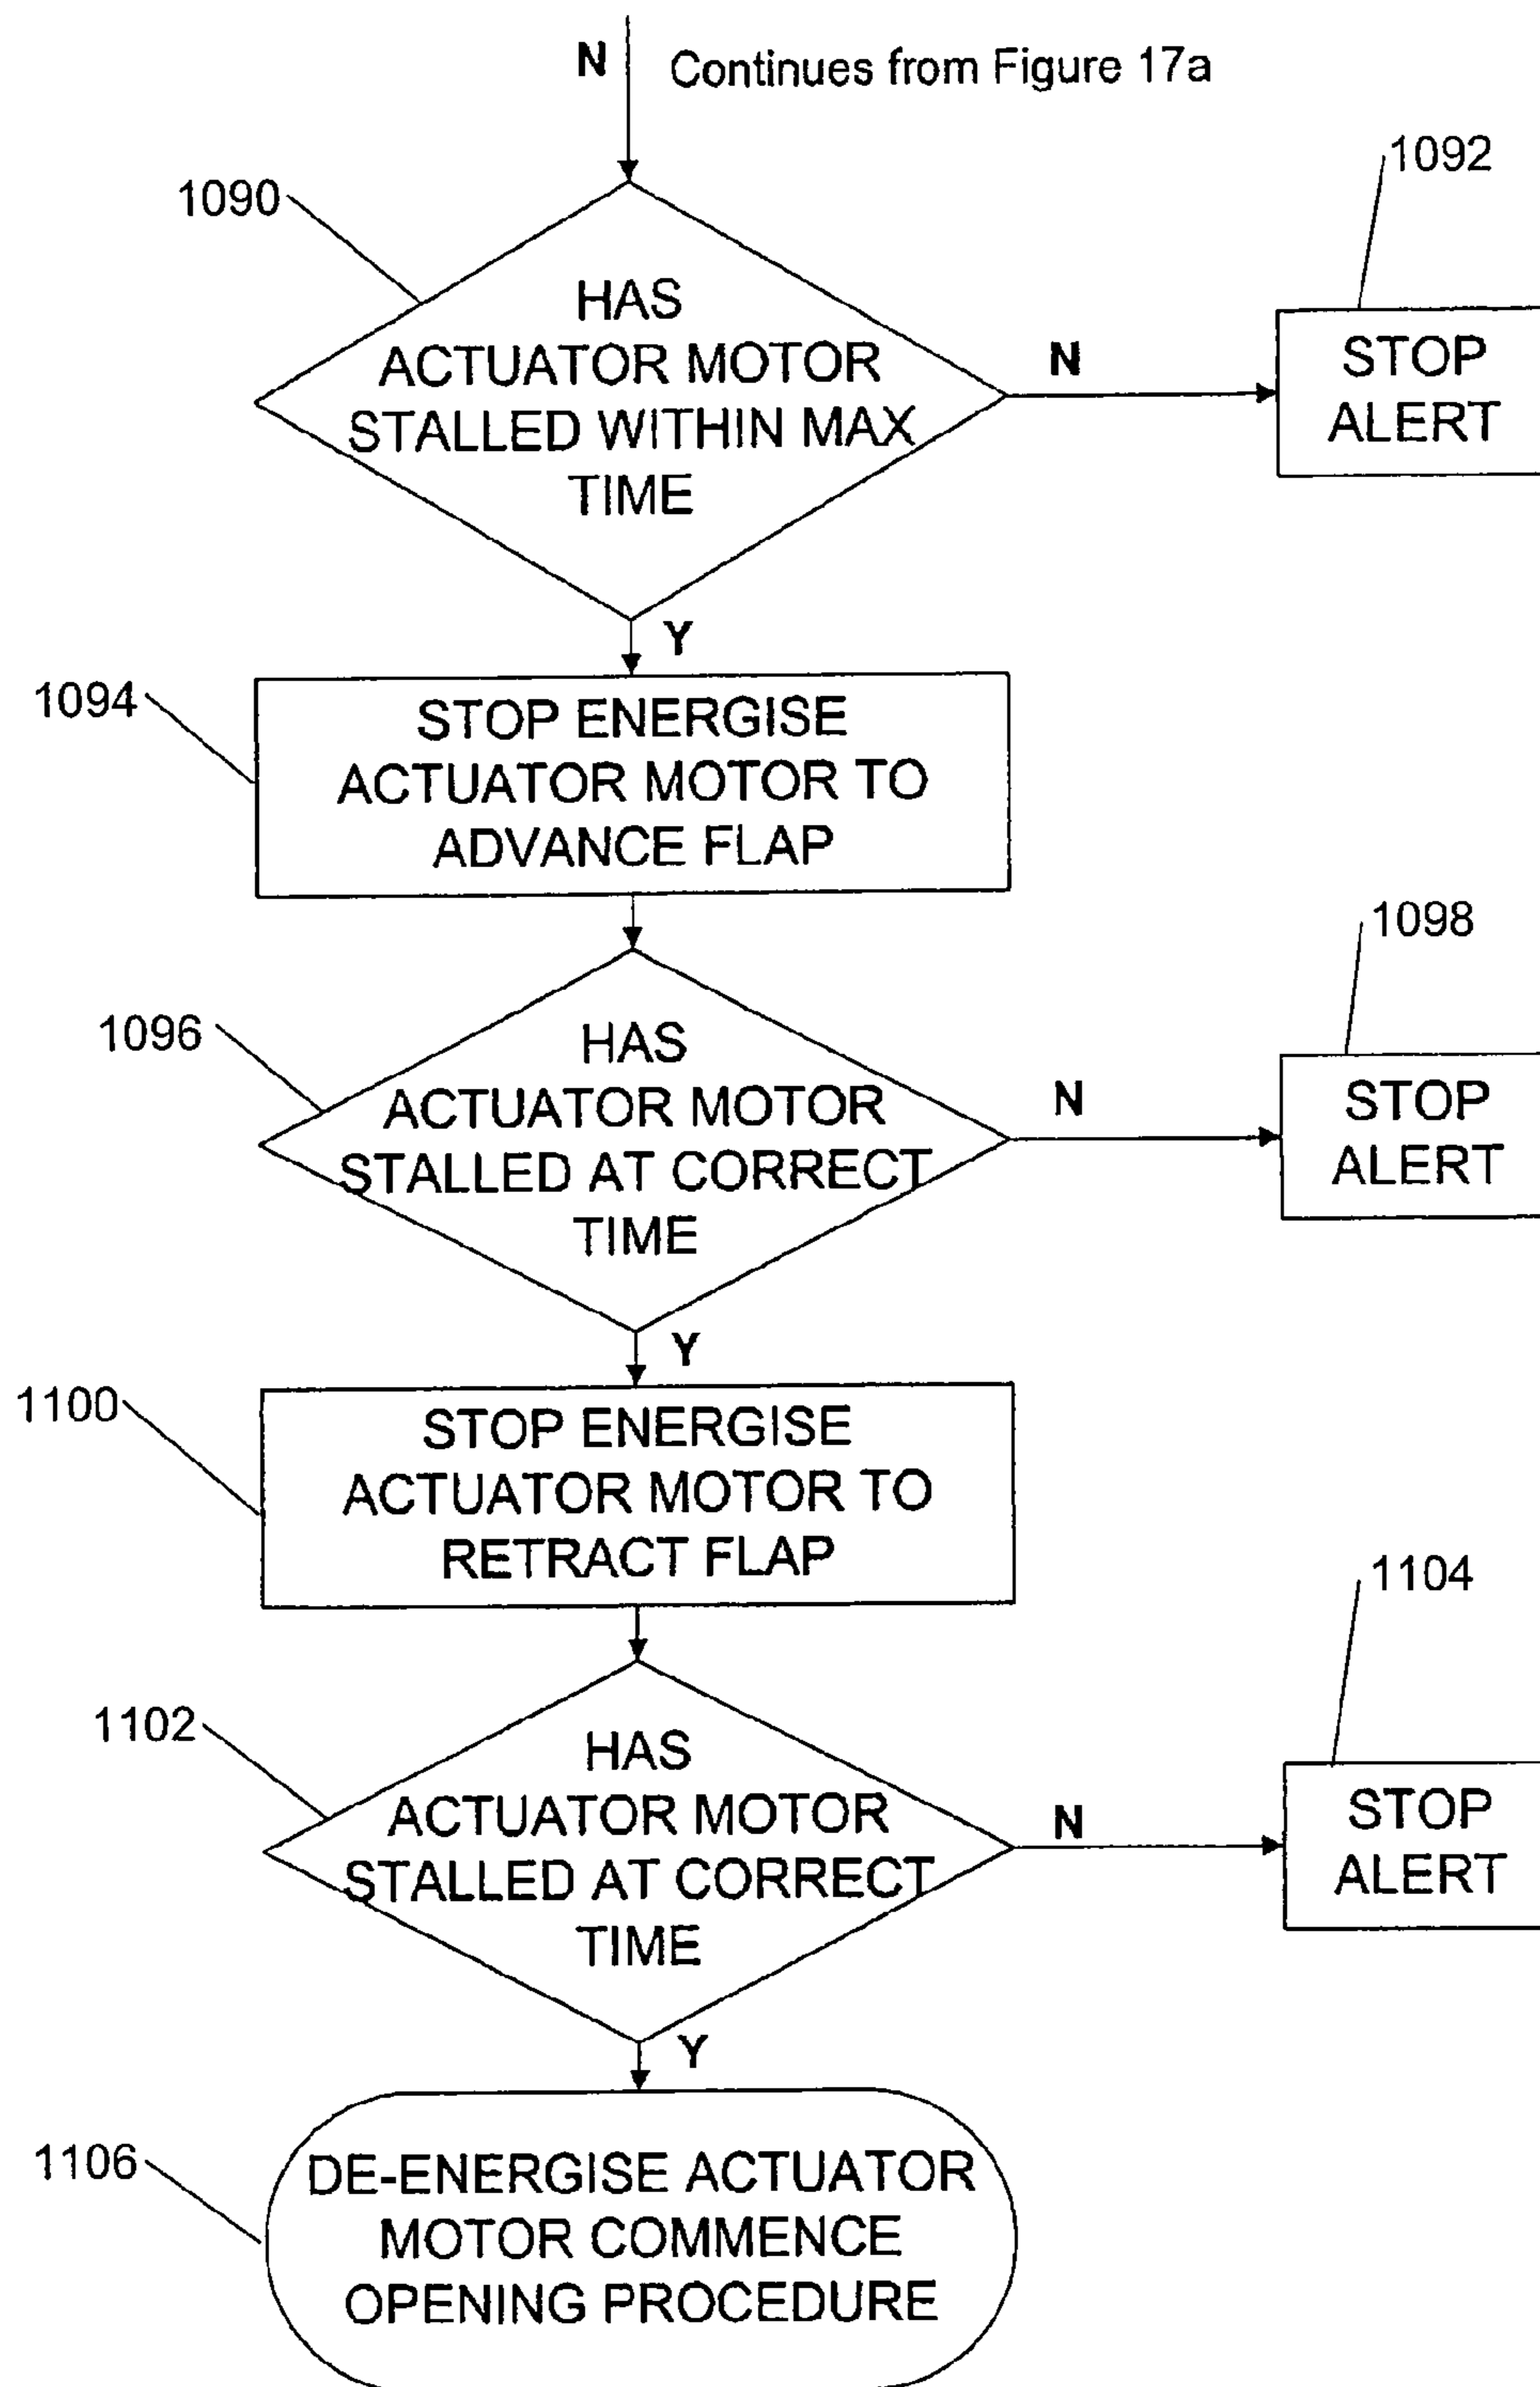 N Continues from Figure 17a
1092
1090
HAS
ACTUATOR MOTOR
STALLED WITHIN MAX
TIME
N
STOP
ALERT
Y
1094
STOP ENERGISE
ACTUATOR MOTOR TO
ADVANCE FLAP
1098
1096
HAS
ACTUATOR MOTOR
STALLED AT CORRECT
TIME
N
STOP
ALERT
Y
1100
STOP ENERGISE
ACTUATOR MOTOR TO
RETRACT FLAP
1104
1102
HAS
ACTUATOR MOTOR
STALLED AT CORRECT
TIME
N
STOP
ALERT
Y
1106
DE-ENERGISE ACTUATOR
MOTOR COMMENCE
OPENING PROCEDURE